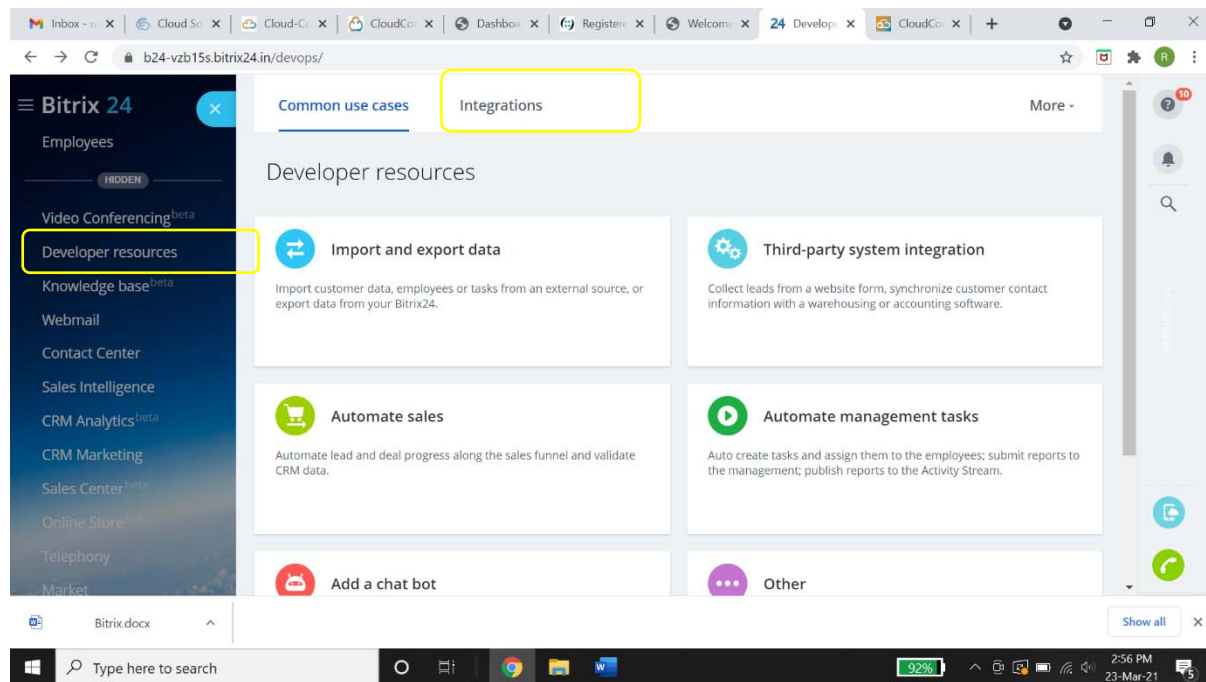 Inbox - r
Cloud So
Cloud-Co
CloudCo
Dashboa
Registere
Welcome
24 Develop
CloudCo
b24-vzb15s.bitrix24.in/devops/
R
Bitrix 24
Employees
HIDDEN
Video Conferencing beta
Developer resources
Knowledge base beta
Webmail
Contact Center
Sales Intelligence
CRM Analytics beta
CRM Marketing
Sales Center beta
Online Store
Telephony
Market
Common use cases
Integrations
More
10
Developer resources
Import and export data
Import customer data, employees or tasks from an external source, or
export data from your Bitrix24.
Third-party system integration
Collect leads from a website form, synchronize customer contact
information with a warehousing or accounting software.
Automate sales
Automate lead and deal progress along the sales funnel and validate
CRM data.
Automate management tasks
Auto create tasks and assign them to the employees; submit reports to
the management; publish reports to the Activity Stream.
Add a chat bot
Other
Bitrix.docx
Show all
Type here to search
92%
2:56 PM
23-Mar-21
5